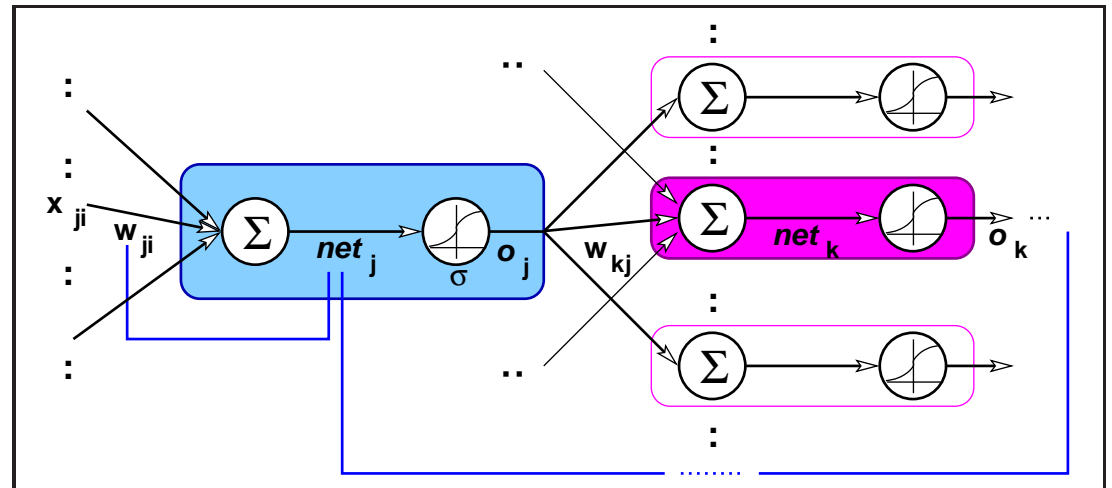 x ji
w ji
Σ
net j
σ
o j
w kj
Σ
Σ
net k
o k
...
Σ